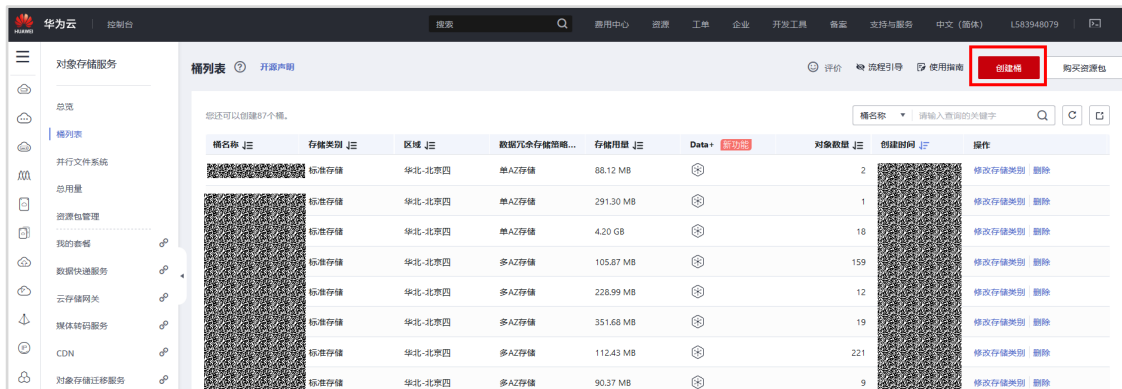 HUAWEI 华为云 控制台 搜索 费用中心 资源 工单 企业 开发工具 备案 支持与服务 中文（简体） L583948079
对象存储服务
总览
桶列表
并行文件系统
总用量
资源包管理
我的套餐
数据快递服务
云存储网关
媒体转码服务
CDN
对象存储迁移服务
桶列表 ? 开源声明 评价 流程引导 使用指南 创建桶 购买资源包
您还可以创建87个桶。 桶名称 请输入查询的关键字
桶名称 存储类别 区域 数据冗余存储策略... 存储用量 Data+ 新功能 对象数量 创建时间 操作
标准存储 华北-北京四 单AZ存储 88.12 MB 2 修改存储类别 删除
标准存储 华北-北京四 单AZ存储 291.30 MB 1 修改存储类别 删除
标准存储 华北-北京四 单AZ存储 4.20 GB 18 修改存储类别 删除
标准存储 华北-北京四 多AZ存储 105.87 MB 159 修改存储类别 删除
标准存储 华北-北京四 多AZ存储 228.99 MB 12 修改存储类别 删除
标准存储 华北-北京四 多AZ存储 351.68 MB 19 修改存储类别 删除
标准存储 华北-北京四 多AZ存储 112.43 MB 221 修改存储类别 删除
标准存储 华北-北京四 多AZ存储 90.37 MB 9 修改存储类别 删除